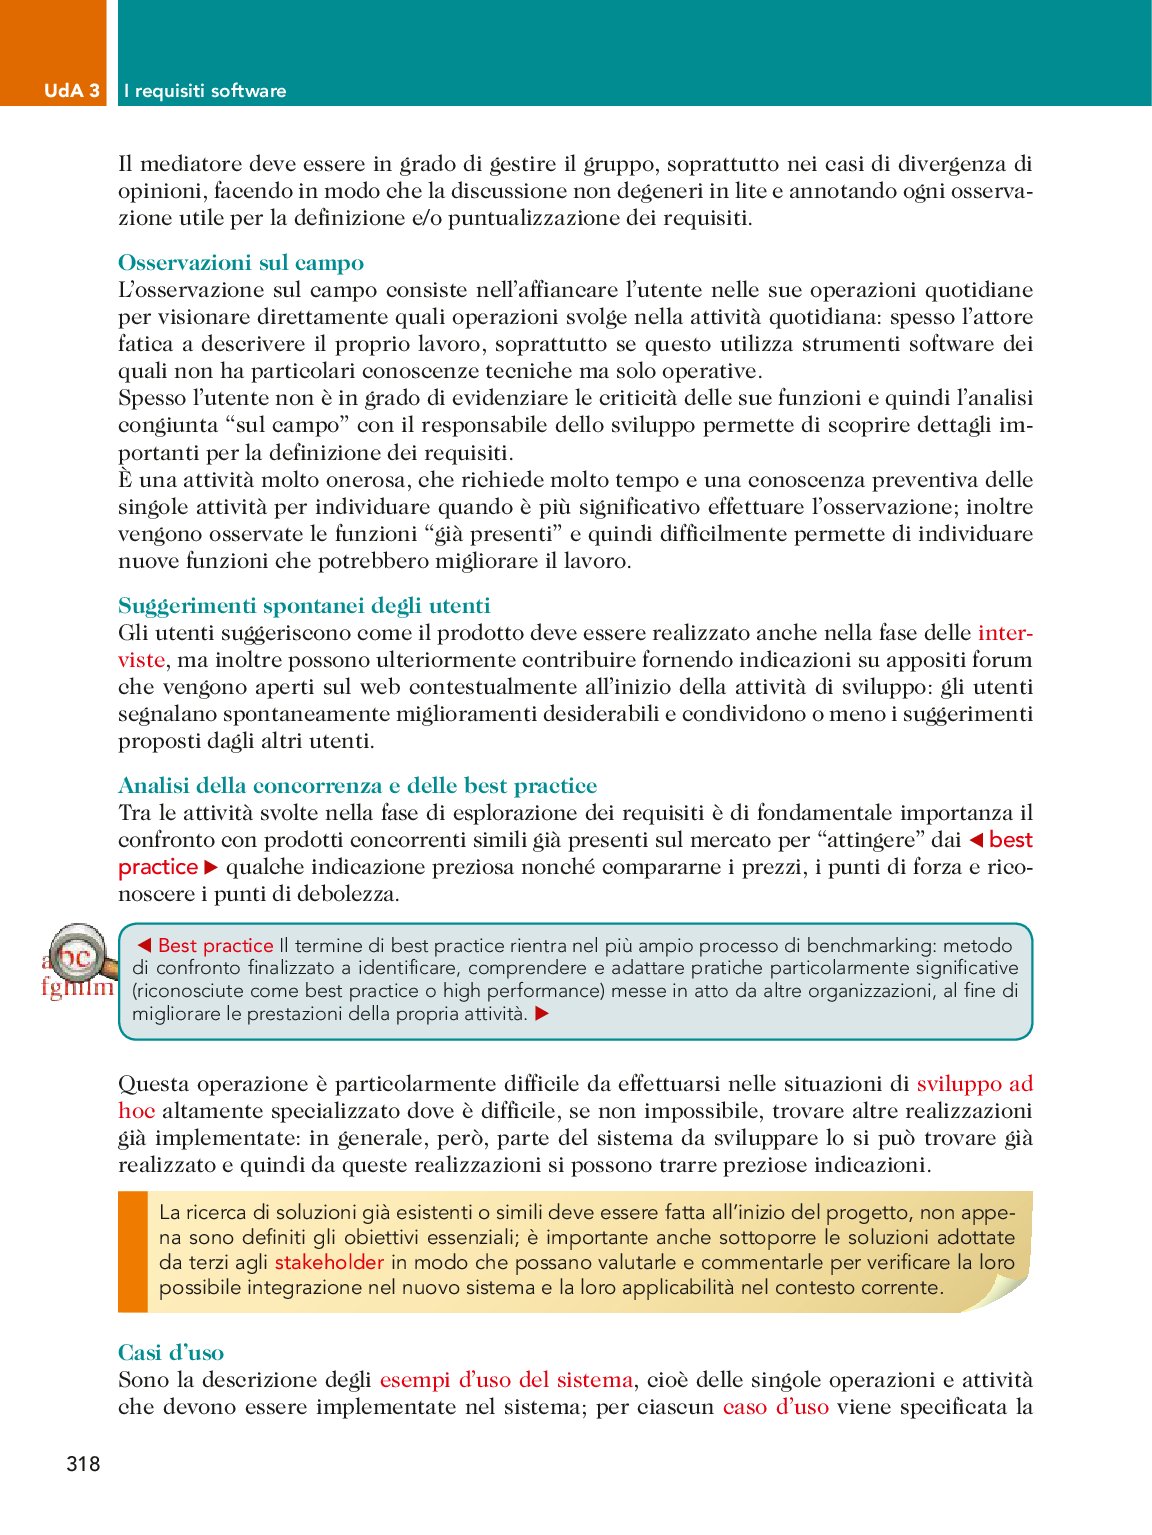 UdA 3 I requisiti software
Il mediatore deve essere in grado di gestire il gruppo, soprattutto nei casi di divergenza di
opinioni, facendo in modo che la discussione non degeneri in lite e annotando ogni osserva-
zione utile per la definizione e/o puntualizzazione dei requisiti.
Osservazioni sul campo
L’osservazione sul campo consiste nell’affiancare l’utente nelle sue operazioni quotidiane
per visionare direttamente quali operazioni svolge nella attività quotidiana: spesso l’attore
fatica a descrivere il proprio lavoro, soprattutto se questo utilizza strumenti software dei
quali non ha particolari conoscenze tecniche ma solo operative.
Spesso l’utente non è in grado di evidenziare le criticità delle sue funzioni e quindi l’analisi
congiunta “sul campo” con il responsabile dello sviluppo permette di scoprire dettagli im-
portanti per la definizione dei requisiti.
È una attività molto onerosa, che richiede molto tempo e una conoscenza preventiva delle
singole attività per individuare quando è più significativo effettuare l’osservazione; inoltre
vengono osservate le funzioni “già presenti” e quindi difficilmente permette di individuare
nuove funzioni che potrebbero migliorare il lavoro.
Suggerimenti spontanei degli utenti
Gli utenti suggeriscono come il prodotto deve essere realizzato anche nella fase delle inter-
viste, ma inoltre possono ulteriormente contribuire fornendo indicazioni su appositi forum
che vengono aperti sul web contestualmente all’inizio della attività di sviluppo: gli utenti
segnalano spontaneamente miglioramenti desiderabili e condividono o meno i suggerimenti
proposti dagli altri utenti.
Analisi della concorrenza e delle best practice
Tra le attività svolte nella fase di esplorazione dei requisiti è di fondamentale importanza il
confronto con prodotti concorrenti simili già presenti sul mercato per “attingere” dai ◀ best
practice ▶ qualche indicazione preziosa nonché compararne i prezzi, i punti di forza e rico-
noscere i punti di debolezza.
abc
fghilm
◀ Best practice Il termine di best practice rientra nel più ampio processo di benchmarking: metodo
di confronto finalizzato a identificare, comprendere e adattare pratiche particolarmente significative
(riconosciute come best practice o high performance) messe in atto da altre organizzazioni, al fine di
migliorare le prestazioni della propria attività. ▶
Questa operazione è particolarmente difficile da effettuarsi nelle situazioni di sviluppo ad
hoc altamente specializzato dove è difficile, se non impossibile, trovare altre realizzazioni
già implementate: in generale, però, parte del sistema da sviluppare lo si può trovare già
realizzato e quindi da queste realizzazioni si possono trarre preziose indicazioni.
La ricerca di soluzioni già esistenti o simili deve essere fatta all’inizio del progetto, non appe-
na sono definiti gli obiettivi essenziali; è importante anche sottoporre le soluzioni adottate
da terzi agli stakeholder in modo che possano valutarle e commentarle per verificare la loro
possibile integrazione nel nuovo sistema e la loro applicabilità nel contesto corrente.
Casi d’uso
Sono la descrizione degli esempi d’uso del sistema, cioè delle singole operazioni e attività
che devono essere implementate nel sistema; per ciascun caso d’uso viene specificata la
318